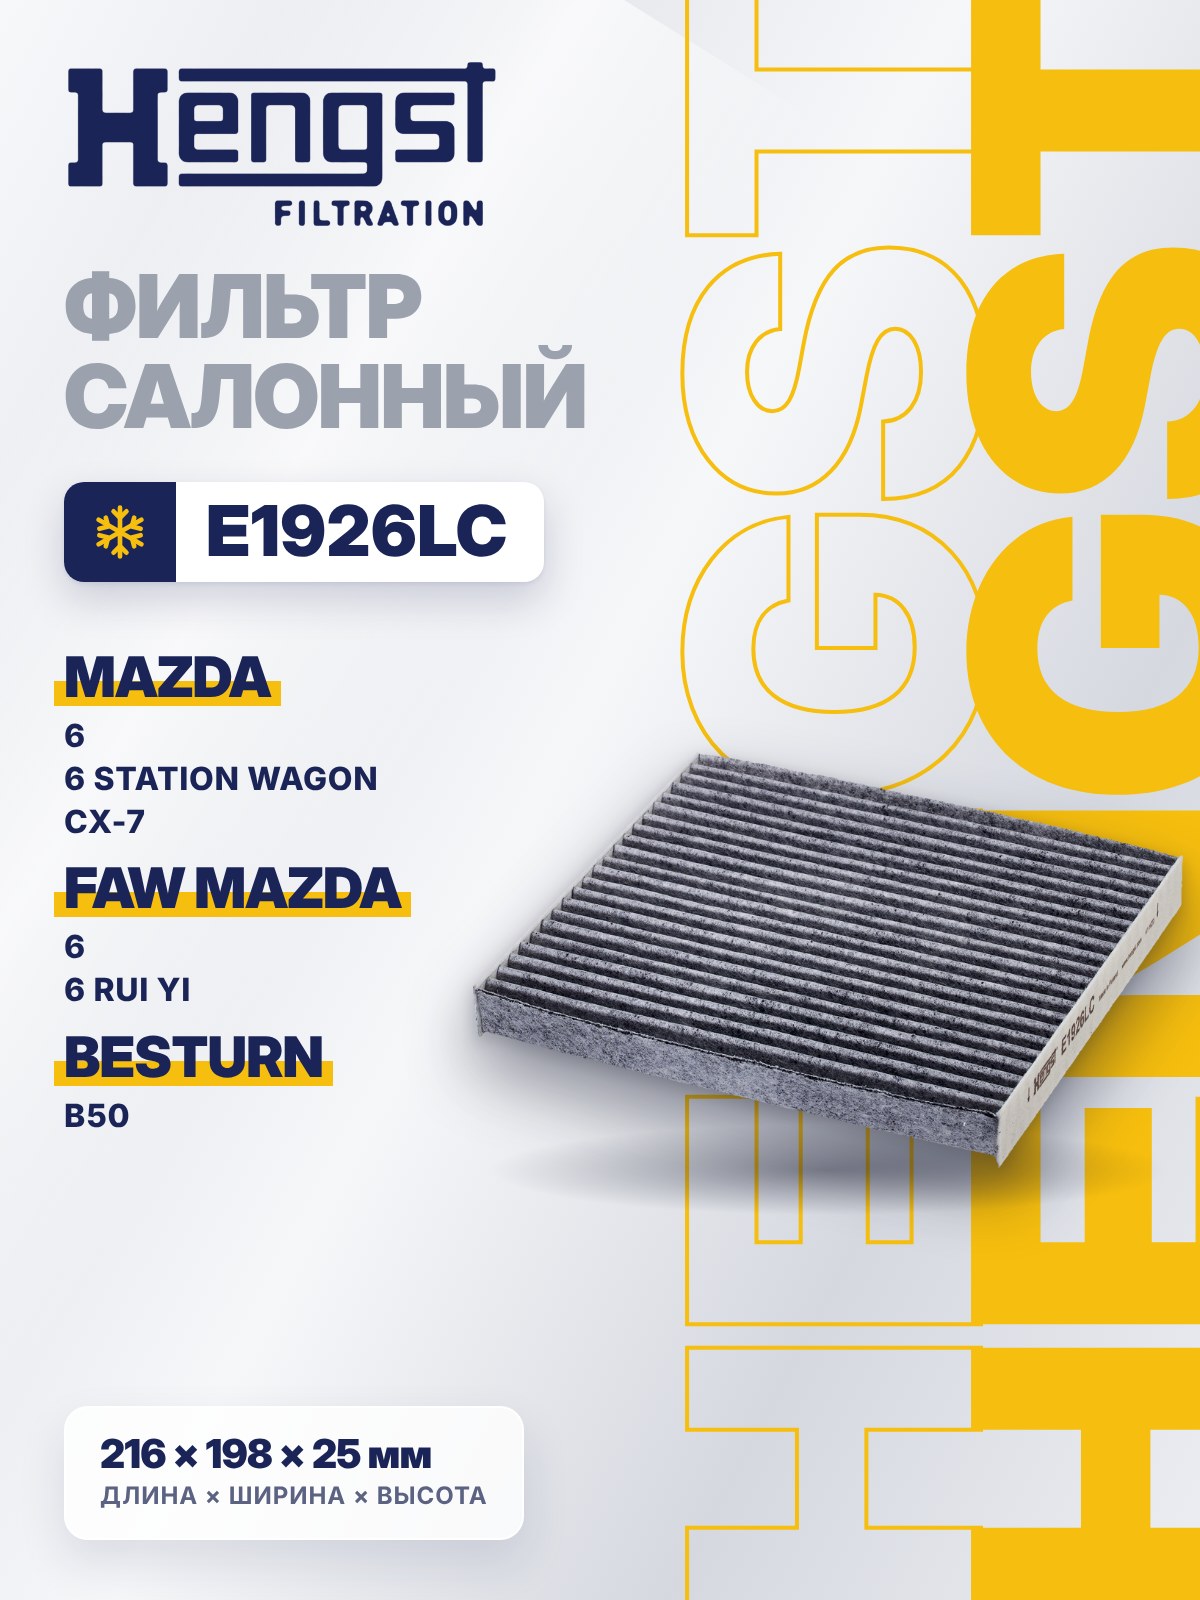 Hengst
FILTRATION
ФИЛЬТР
САЛОННЫЙ
E1926LC
MAZDA
6
6 STATION WAGON
CX-7
FAW MAZDA
6
6 RUI YI
BESTURN
B50
216 × 198 × 25 мм
ДЛИНА × ШИРИНА × ВЫСОТА
HENGST
HENGST
Hengst E1926LC